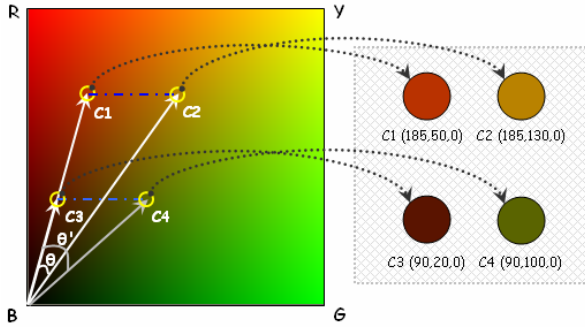 R
Y
C1
C2
C1 (185,50,0)
C2 (185,130,0)
C3
C4
θ'
θ
C3 (90,20,0)
C4 (90,100,0)
B
G